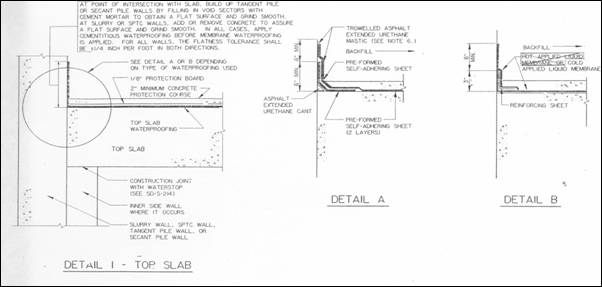 AT POINT OF INTERSECTION WITH SLAB, BUILD UP TANGENT PILE
OR SECANT PILE WALLS BY FILLING IN VOID SECTORS WITH
CEMENT MORTAR TO OBTAIN A FLAT SURFACE AND GRIND SMOOTH.
AT SLURRY OR SPTC WALLS, ADD OR REMOVE CONCRETE TO ASSURE
A FLAT SURFACE AND GRIND SMOOTH. IN ALL CASES, APPLY
CEMENTITIOUS WATERPROOFING BEFORE MEMBRANE WATERPROOFING
IS APPLIED. FOR ALL WALLS, THE FLATNESS TOLERANCE SHALL
BE 1/4 INCH PER FOOT IN BOTH DIRECTIONS.
SEE DETAIL A OR B DEPENDING
ON TYPE OF WATERPROOFING USED
1/8" PROTECTION BOARD
2" MINIMUM CONCRETE
PROTECTION COURSE
TOP SLAB
WATERPROOFING
TOP SLAB
CONSTRUCTION JOINT
WITH WATERSTOP
(SEE SD-S-214)
INNER SIDE WALL
WHERE IT OCCURS
SLURRY WALL, SPTC WALL,
TANGENT PILE WALL, OR
SECANT PILE WALL
DETAIL 1 - TOP SLAB
TROWELLED ASPHALT
EXTENDED URETHANE
MASTIC (SEE NOTE 6.)
BACKFILL
PRE-FORMED
SELF-ADHERING SHEET
6" MIN
ASPHALT
EXTENDED
URETHANE CANT
PRE-FORMED
SELF-ADHERING SHEET
(2 LAYERS)
DETAIL A
BACKFILL
HOT APPLIED LIQUID
MEMBRANE OR COLD
APPLIED LIQUID MEMBRANE
6" MIN
3"
REINFORCING SHEET
DETAIL B